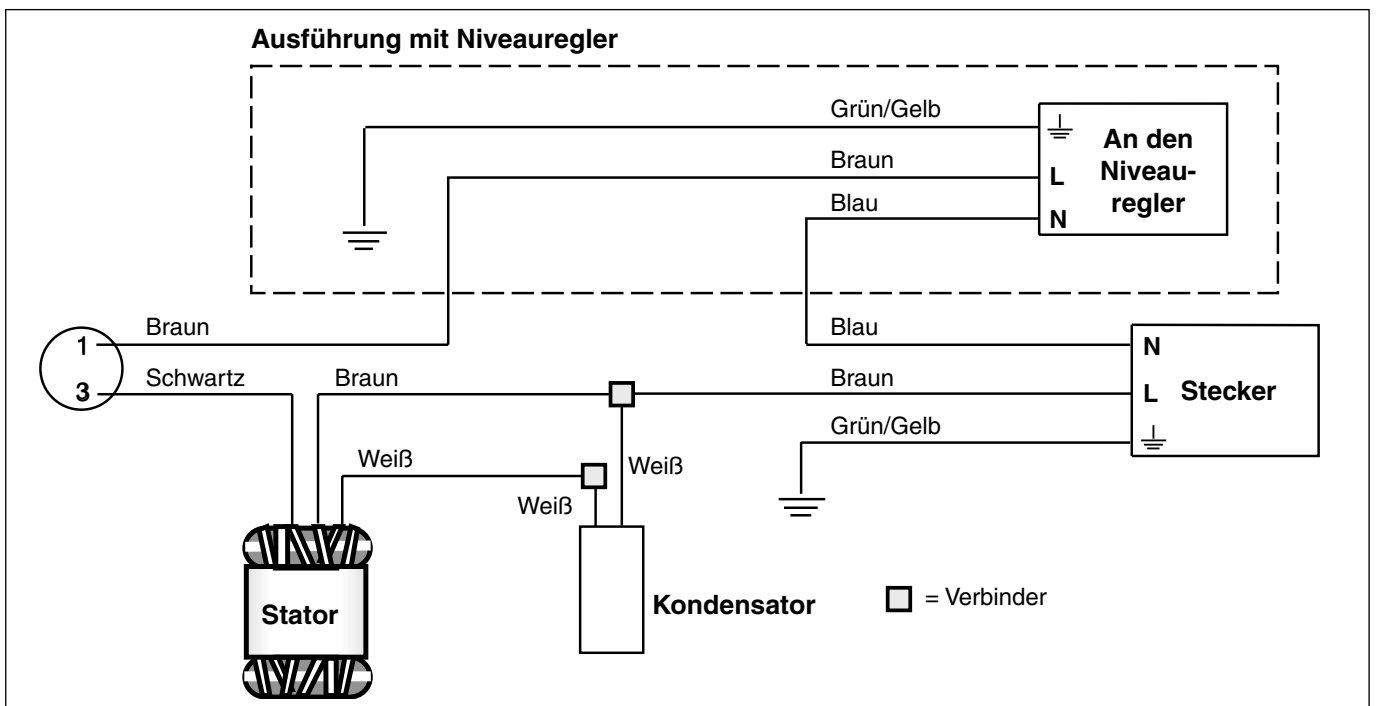 Ausführung mit Niveauregler
Grün/Gelb
Braun
Blau
An den
Niveau-
regler
L
N
1
3
Braun
Schwartz
Braun
Blau
Braun
Grün/Gelb
N
L
Stecker
Weiß
Weiß
Weiß
Stator
Kondensator
= Verbinder